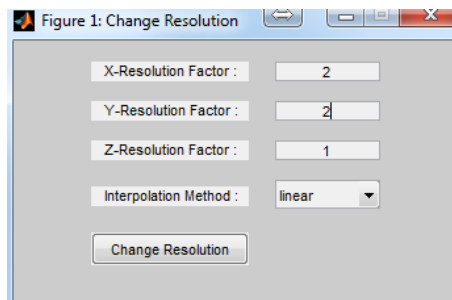 Figure 1: Change Resolution
X-Resolution Factor : 2
Y-Resolution Factor : 2
Z-Resolution Factor : 1
Interpolation Method : linear
Change Resolution